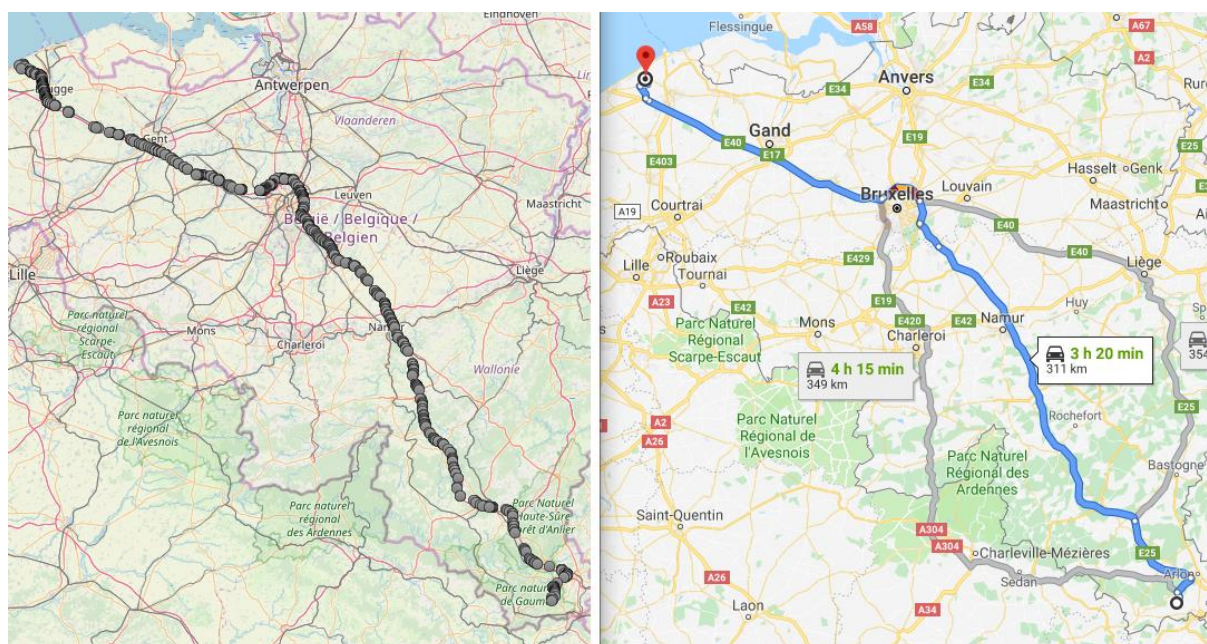 Eindhoven
Brugge
Antwerpen
Gent
Vlaanderen
Leuven
Maastricht
België / Belgique /
Belgien
Lille
Liège
Parc naturel
régional
Scarpe-
Escaut
Mons
Charleroi
Namur
Wallonie
Parc naturel
régional
de l'Avesnois
Parc naturel
régional
des Ardennes
Parc Naturel
Haute-Sûre
Forêt d'Anlier
Parc naturel
de Gaume
Flessingue
A58
A67
A2
E34
Anvers
E34
Gand
E40
E17
E19
E25
E403
Hasselt
Genk
Louvain
Bruxelles
Maastricht
A19
Courtrai
E40
E40
Roubaix
Lille
Tournai
E429
Liège
A23
E42
E19
E420
E42
Namur
Huy
Parc Naturel
Régional
Scarpe-Escaut
Mons
Charleroi
3 h 20 min
311 km
354
4 h 15 min
349 km
A2
A26
Parc Naturel
Régional de
l'Avesnois
Rochefort
E25
Parc Naturel
Régional des
Ardennes
Bastogne
Saint-Quentin
A304
A304
Charleville-Mézières
E25
Sedan
Arlon
A26
Laon
A34